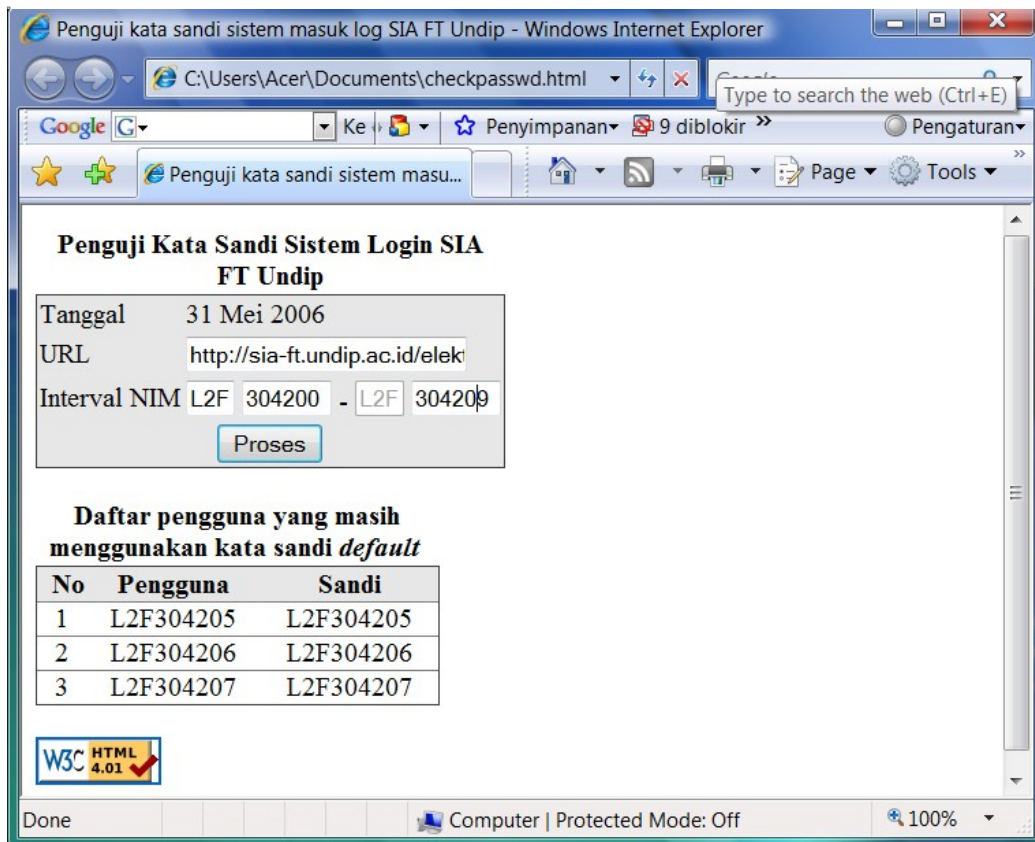 Penguji kata sandi sistem masuk log SIA FT Undip - Windows Internet Explorer
C:\Users\Acer\Documents\checkpasswd.html
Type to search the web (Ctrl+E)
Google G Ke Penyimpanan 9 diblokir » Pengaturan
Penguji kata sandi sistem masu... Page Tools »
Penguji Kata Sandi Sistem Login SIA
FT Undip
Tanggal 31 Mei 2006
URL http://sia-ft.undip.ac.id/elekt
Interval NIM L2F 304200 - L2F 304209
Proses
Daftar pengguna yang masih
menggunakan kata sandi default
No Pengguna Sandi
1 L2F304205 L2F304205
2 L2F304206 L2F304206
3 L2F304207 L2F304207
W3C HTML
4.01
Done Computer | Protected Mode: Off 100%